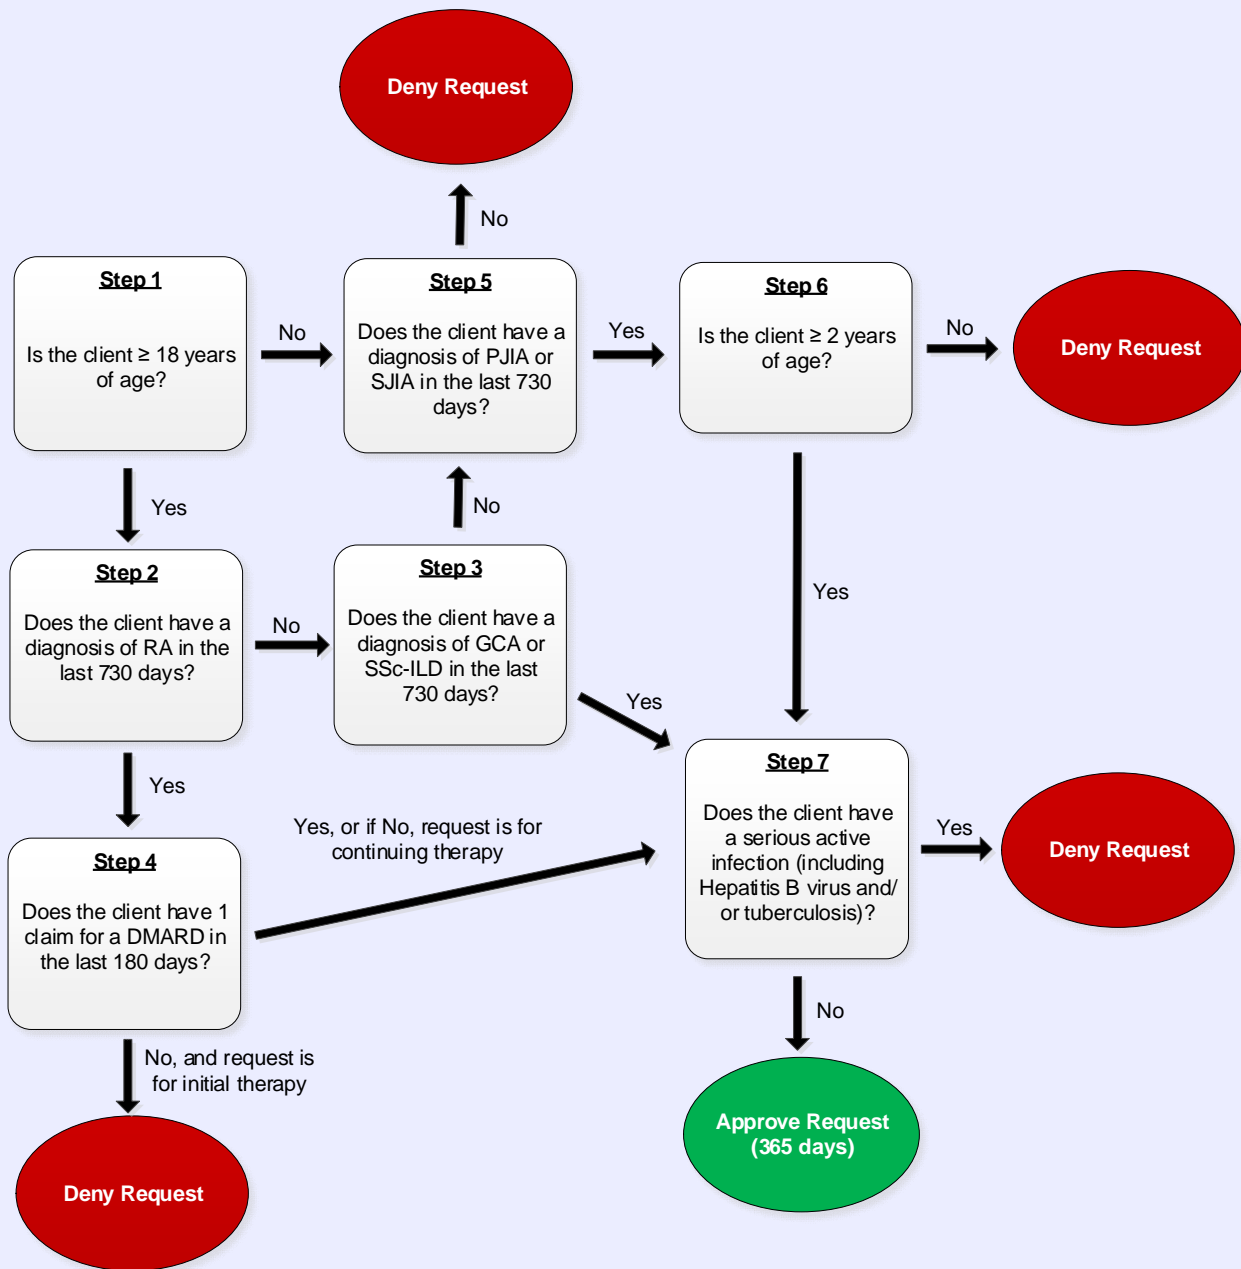 Deny Request
No
Step 1
Is the client ≥ 18 years
of age?
No
Step 5
Does the client have a
diagnosis of PJIA or
SJIA in the last 730
days?
Yes
Step 6
Is the client ≥ 2 years
of age?
No
Deny Request
Yes
No
Step 2
Does the client have a
diagnosis of RA in the
last 730 days?
No
Step 3
Does the client have a
diagnosis of GCA or
SSc-ILD in the last
730 days?
Yes
Yes
Yes
Step 4
Does the client have 1
claim for a DMARD in
the last 180 days?
Yes, or if No, request is for
continuing therapy
Step 7
Does the client have
a serious active
infection (including
Hepatitis B virus and/
or tuberculosis)?
Yes
Deny Request
No
No, and request is
for initial therapy
Deny Request
Approve Request
(365 days)